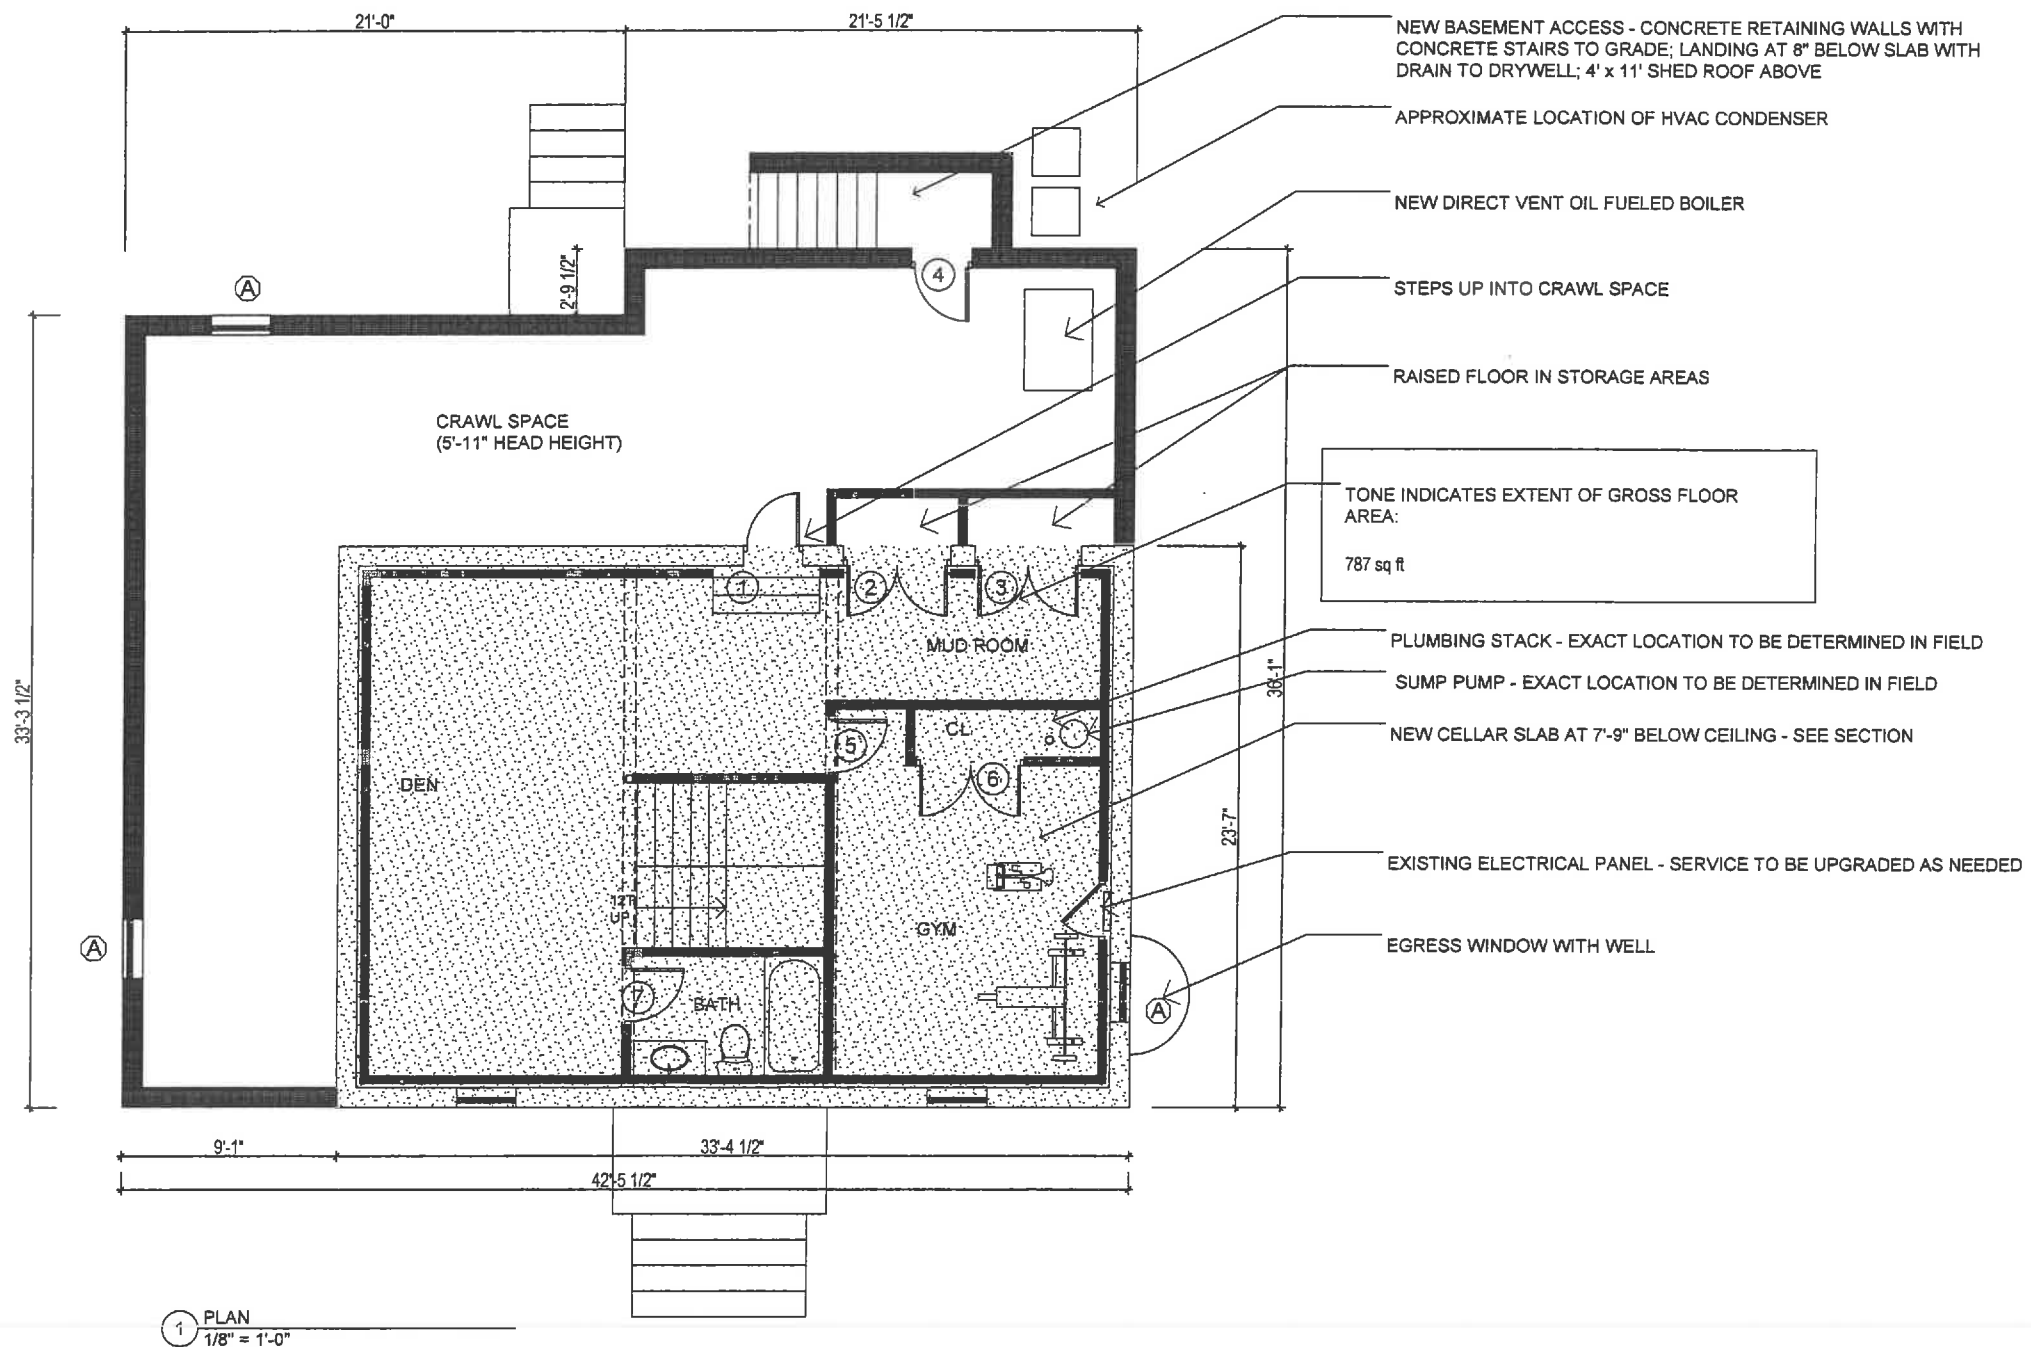 21'-0"
21'-5 1/2"
NEW BASEMENT ACCESS - CONCRETE RETAINING WALLS WITH
CONCRETE STAIRS TO GRADE; LANDING AT 8" BELOW SLAB WITH
DRAIN TO DRYWELL; 4' x 11' SHED ROOF ABOVE
APPROXIMATE LOCATION OF HVAC CONDENSER
NEW DIRECT VENT OIL FUELED BOILER
2'-9 1/2"
4
A
STEPS UP INTO CRAWL SPACE
RAISED FLOOR IN STORAGE AREAS
CRAWL SPACE
(5'-11" HEAD HEIGHT)
TONE INDICATES EXTENT OF GROSS FLOOR
AREA:
787 sq ft
1
2
3
MUD ROOM
PLUMBING STACK - EXACT LOCATION TO BE DETERMINED IN FIELD
36'-1"
SUMP PUMP - EXACT LOCATION TO BE DETERMINED IN FIELD
33'-3 1/2"
CL
5
NEW CELLAR SLAB AT 7'-9" BELOW CEILING - SEE SECTION
6
DEN
23'-7"
EXISTING ELECTRICAL PANEL - SERVICE TO BE UPGRADED AS NEEDED
UP
GYM
A
EGRESS WINDOW WITH WELL
7
BATH
A
9'-1"
33'-4 1/2"
42'-5 1/2"
1
PLAN
1/8" = 1'-0"